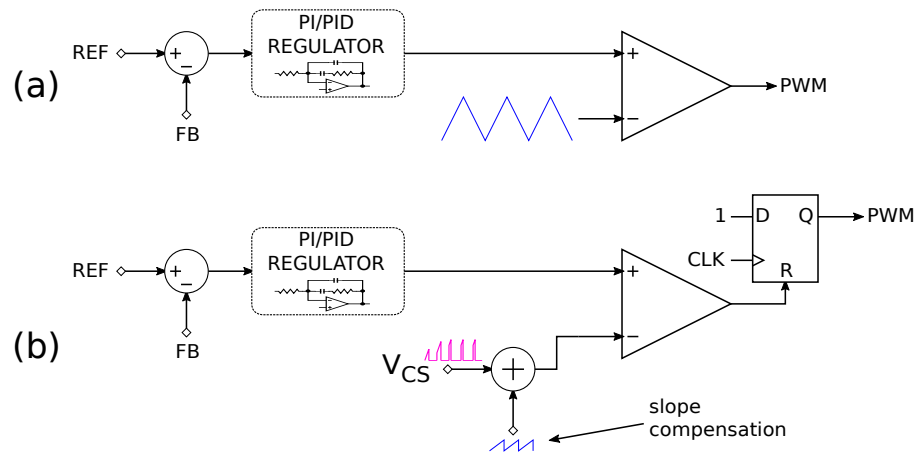 (a)
REF
+
−
FB
PI/PID
REGULATOR
+
−
PWM
(b)
REF
+
−
FB
PI/PID
REGULATOR
+
−
VCS
+
slope
compensation
1
D
Q
CLK
R
PWM